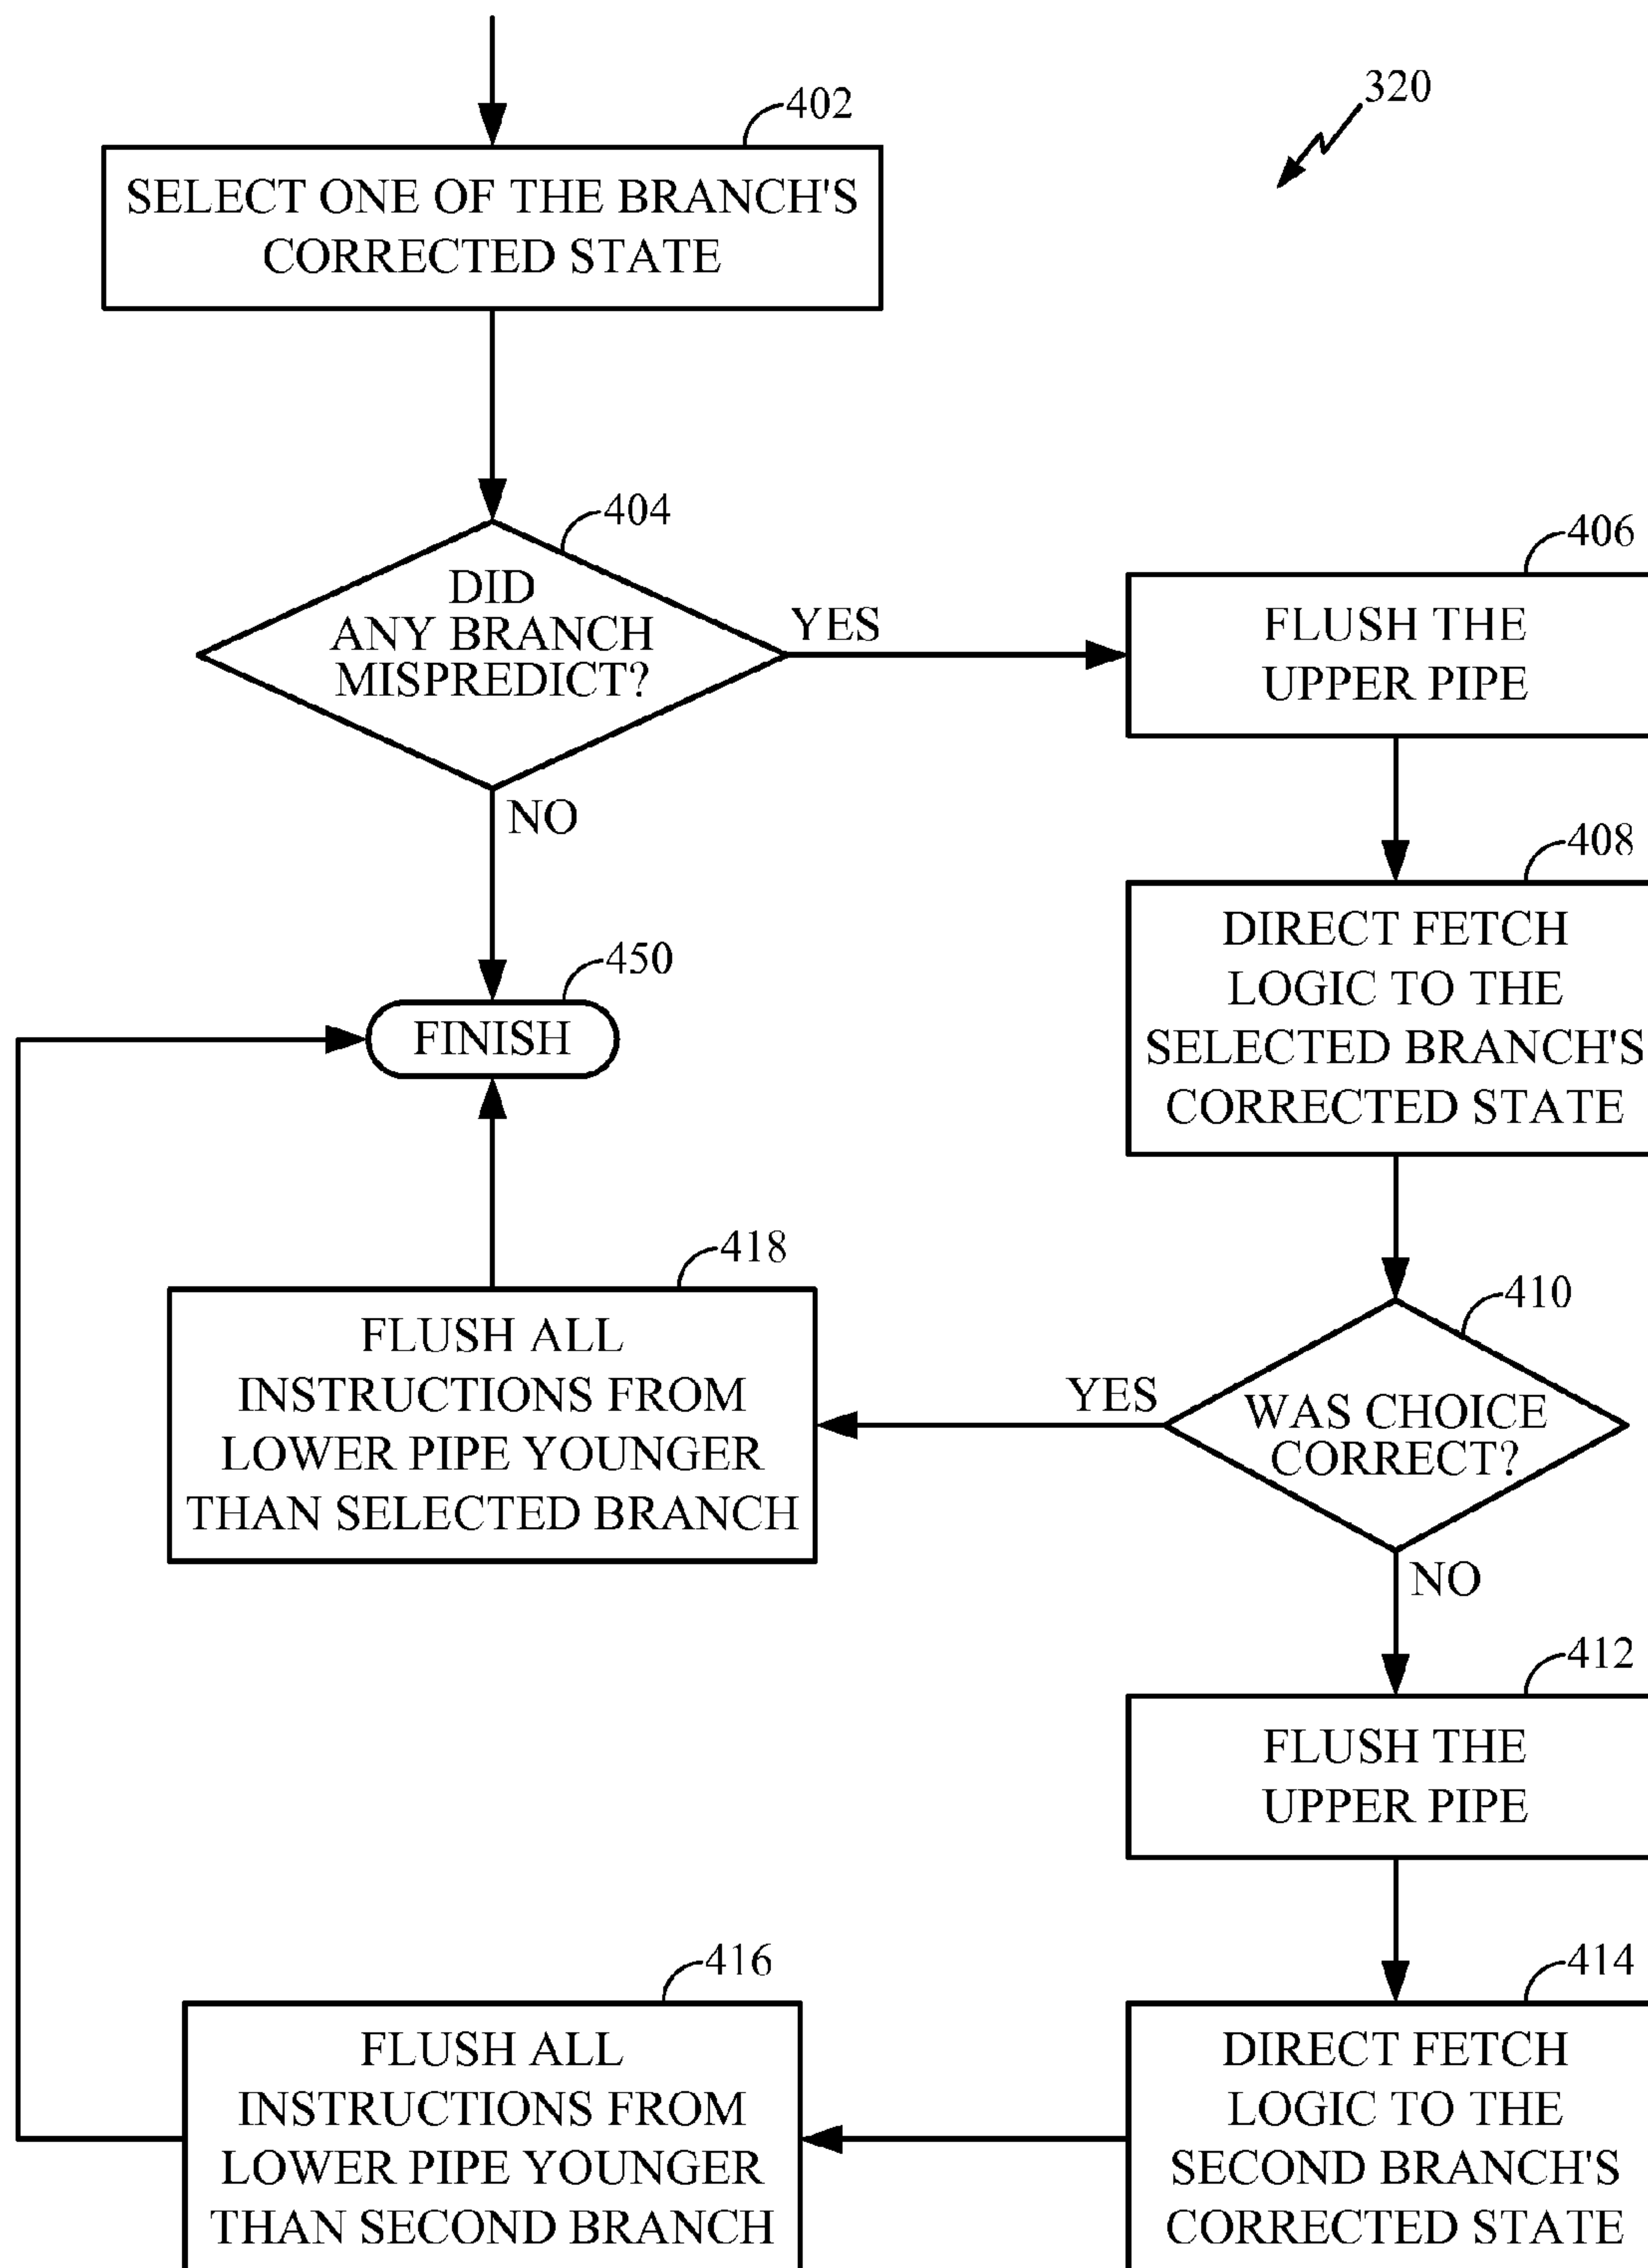 320
402
SELECT ONE OF THE BRANCH'S
CORRECTED STATE
404
DID
ANY BRANCH
MISPREDICT?
YES
NO
406
FLUSH THE
UPPER PIPE
408
DIRECT FETCH
LOGIC TO THE
SELECTED BRANCH'S
CORRECTED STATE
450
FINISH
410
WAS CHOICE
CORRECT?
YES
NO
418
FLUSH ALL
INSTRUCTIONS FROM
LOWER PIPE YOUNGER
THAN SELECTED BRANCH
412
FLUSH THE
UPPER PIPE
414
DIRECT FETCH
LOGIC TO THE
SECOND BRANCH'S
CORRECTED STATE
416
FLUSH ALL
INSTRUCTIONS FROM
LOWER PIPE YOUNGER
THAN SECOND BRANCH